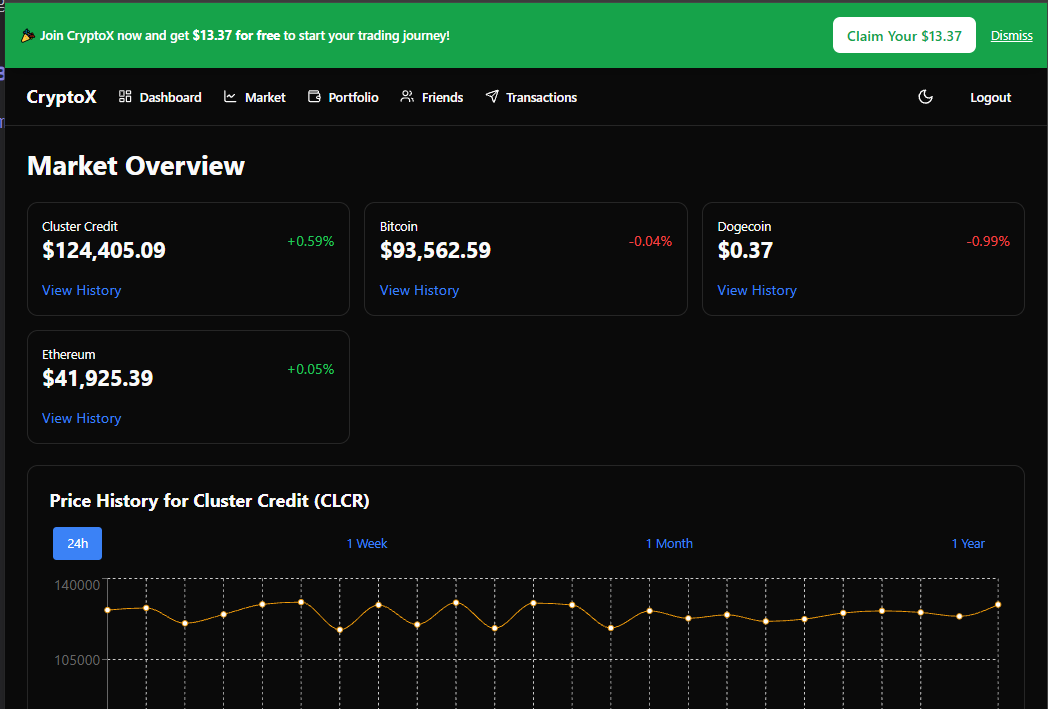 Join CryptoX now and get $13.37 for free to start your trading journey!
Claim Your $13.37
Dismiss
CryptoX
Dashboard
Market
Portfolio
Friends
Transactions
Logout
Market Overview
Cluster Credit
$124,405.09
+0.59%
View History
Bitcoin
$93,562.59
-0.04%
View History
Dogecoin
$0.37
-0.99%
View History
Ethereum
$41,925.39
+0.05%
View History
Price History for Cluster Credit (CLCR)
24h
1 Week
1 Month
1 Year
140000
105000